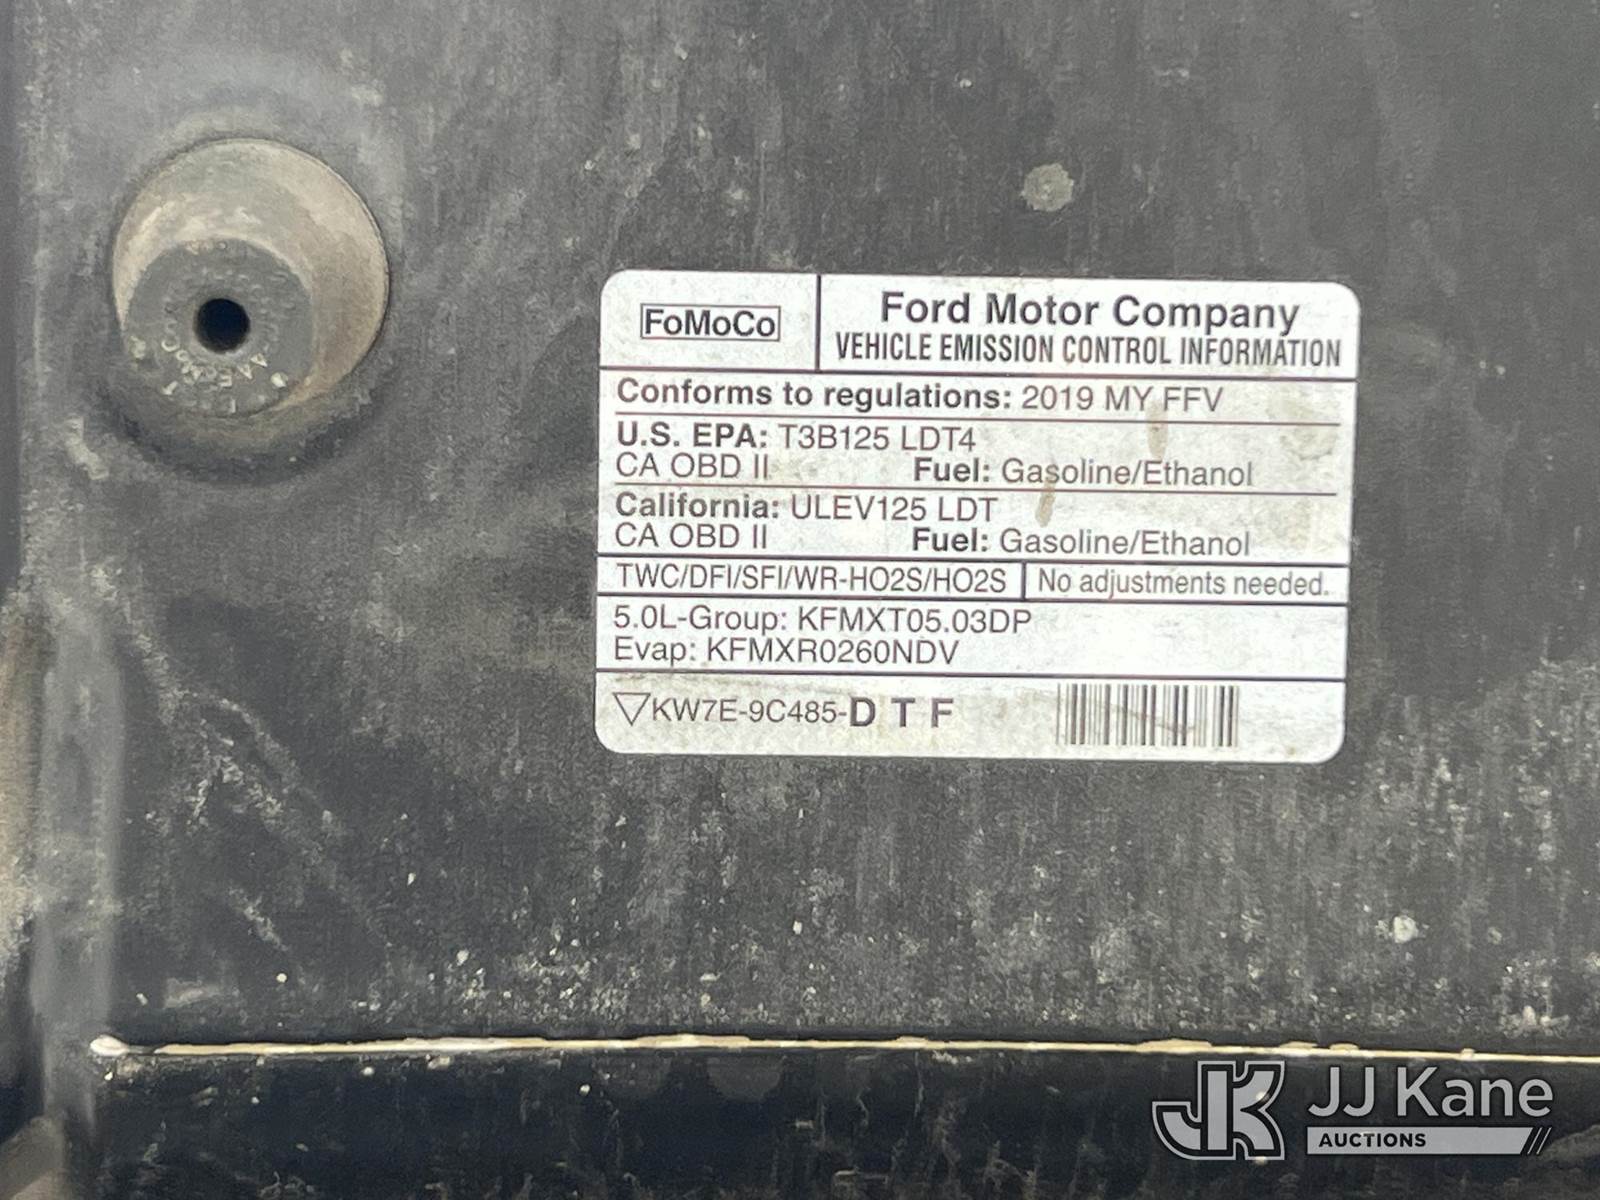 FoMoCo
Ford Motor Company
VEHICLE EMISSION CONTROL INFORMATION
Conforms to regulations: 2019 MY FFV
U.S. EPA: T3B125 LDT4
CA OBD II Fuel: Gasoline/Ethanol
California: ULEV125 LDT
CA OBD II Fuel: Gasoline/Ethanol
TWC/DFI/SFI/WR-HO2S/HO2S No adjustments needed.
5.0L-Group: KFMXT05.03DP
Evap: KFMXR0260NDV
KW7E-9C485-D T F
JK JJ Kane
AUCTIONS